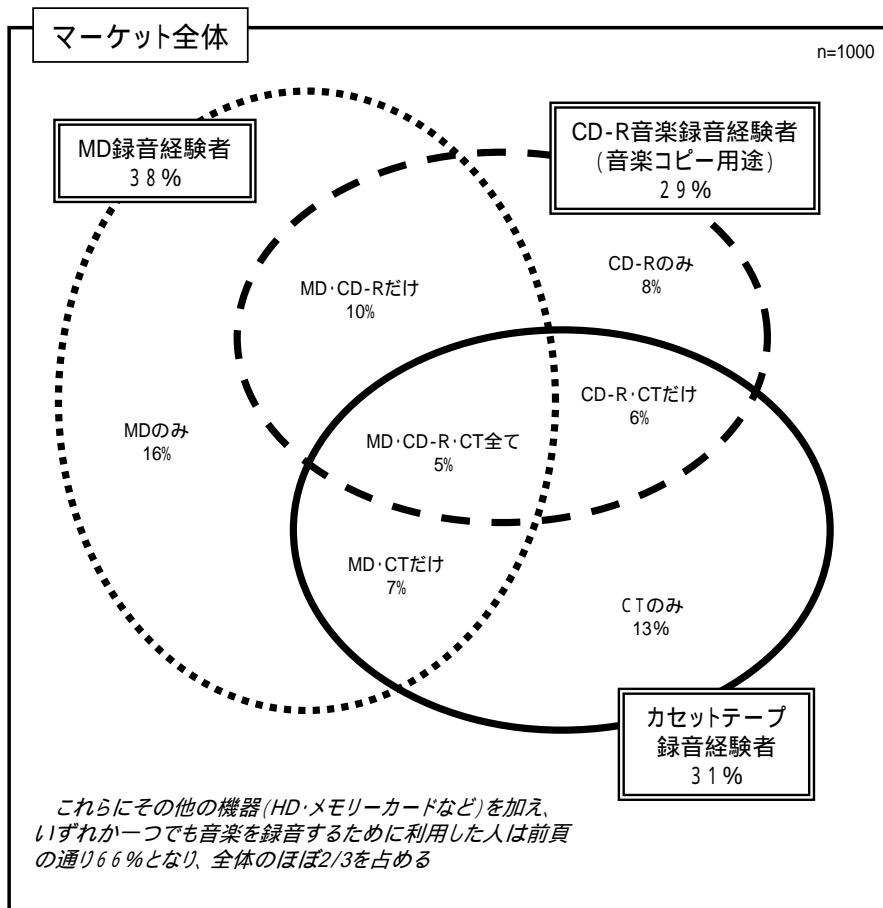 マーケット全体
n=1000
MD録音経験者
38%
CD-R音楽録音経験者
(音楽コピー用途)
29%
CD-Rのみ
8%
MD・CD-Rだけ
10%
CD-R・CTだけ
6%
MDのみ
16%
MD・CD-R・CT全て
5%
MD・CTだけ
7%
CTのみ
13%
カセットテープ
録音経験者
31%
これらにその他の機器(HD・メモリーカードなど)を加え、
いずれか一つでも音楽を録音するために利用した人は前頁
の通り66%となり、全体のほぼ2/3を占める